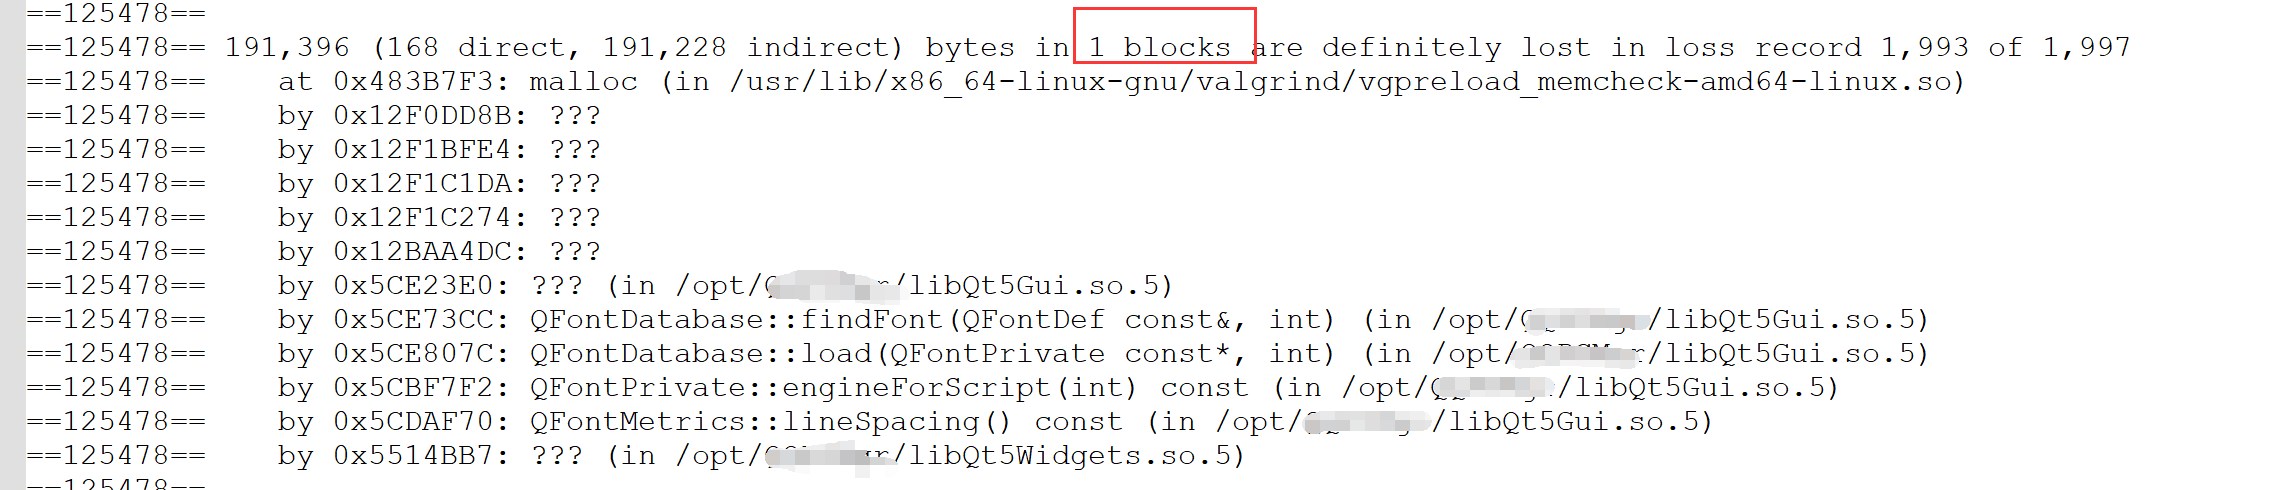 ==125478==
==125478== 191,396 (168 direct, 191,228 indirect) bytes in 1 blocks are definitely lost in loss record 1,993 of 1,997
==125478==    at 0x483B7F3: malloc (in /usr/lib/x86_64-linux-gnu/valgrind/vgpreload_memcheck-amd64-linux.so)
==125478==    by 0x12F0DD8B: ???
==125478==    by 0x12F1BFE4: ???
==125478==    by 0x12F1C1DA: ???
==125478==    by 0x12F1C274: ???
==125478==    by 0x12BAA4DC: ???
==125478==    by 0x5CE23E0: ??? (in /opt/ /libQt5Gui.so.5)
==125478==    by 0x5CE73CC: QFontDatabase::findFont(QFontDef const&, int) (in /opt/ /libQt5Gui.so.5)
==125478==    by 0x5CE807C: QFontDatabase::load(QFontPrivate const*, int) (in /opt/ /libQt5Gui.so.5)
==125478==    by 0x5CBF7F2: QFontPrivate::engineForScript(int) const (in /opt/ /libQt5Gui.so.5)
==125478==    by 0x5CDAF70: QFontMetrics::lineSpacing() const (in /opt/ /libQt5Gui.so.5)
==125478==    by 0x5514BB7: ??? (in /opt/ /libQt5Widgets.so.5)
==125478==